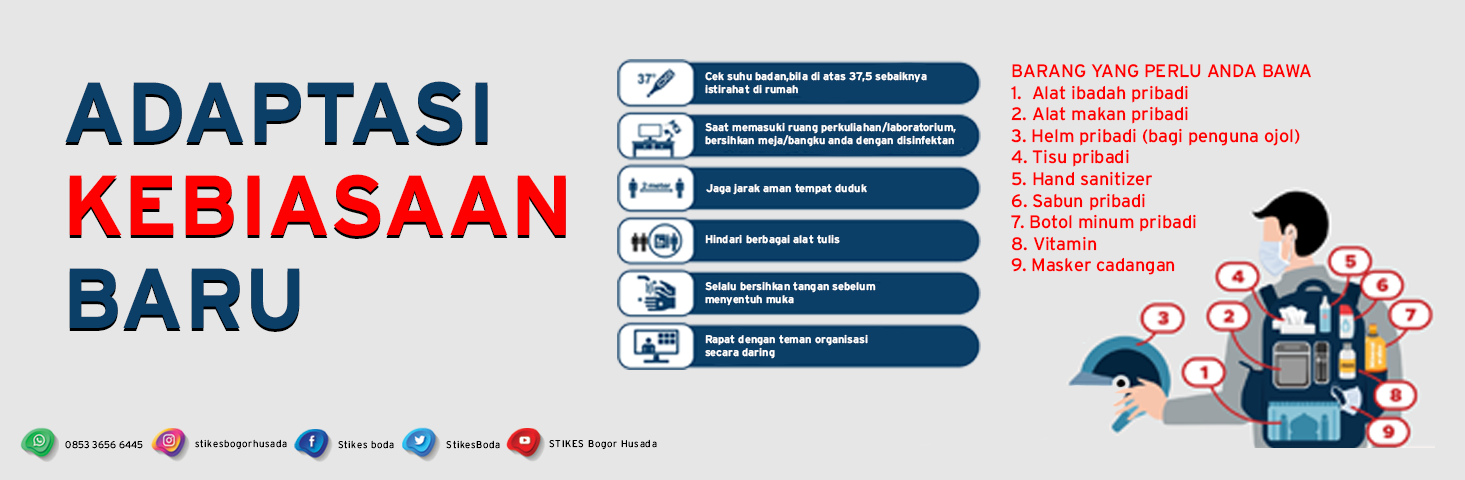 ADAPTASI
KEBIASAAN
BARU
37°
Cek suhu badan,bila di atas 37,5 sebaiknya
istirahat di rumah
Saat memasuki ruang perkuliahan/laboratorium,
bersihkan meja/bangku anda dengan disinfektan
2 meter
Jaga jarak aman tempat duduk
Hindari berbagai alat tulis
Selalu bersihkan tangan sebelum
menyentuh muka
Rapat dengan teman organisasi
secara daring
BARANG YANG PERLU ANDA BAWA
1. Alat ibadah pribadi
2. Alat makan pribadi
3. Helm pribadi (bagi penguna ojol)
4. Tisu pribadi
5. Hand sanitizer
6. Sabun pribadi
7. Botol minum pribadi
8. Vitamin
9. Masker cadangan
5
4
6
3
2
7
1
8
9
0853 3656 6445
stikesbogorhusada
Stikes boda
StikesBoda
STIKES Bogor Husada